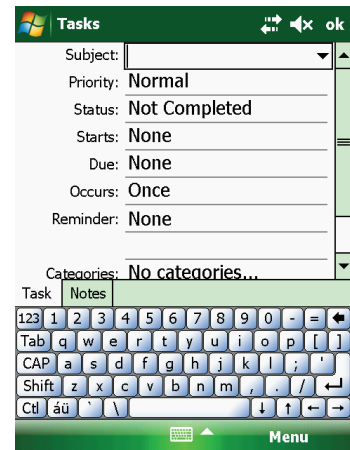 Tasks ok
Subject:
Priority: Normal
Status: Not Completed
Starts: None
Due: None
Occurs: Once
Reminder: None
Categories: No categories...
Task Notes
123 1 2 3 4 5 6 7 8 9 0 - =
Tab q w e r t y u i o p [ ]
CAP a s d f g h j k l ; '
Shift z x c v b n m , . /
Ctl áü ` \
Menu